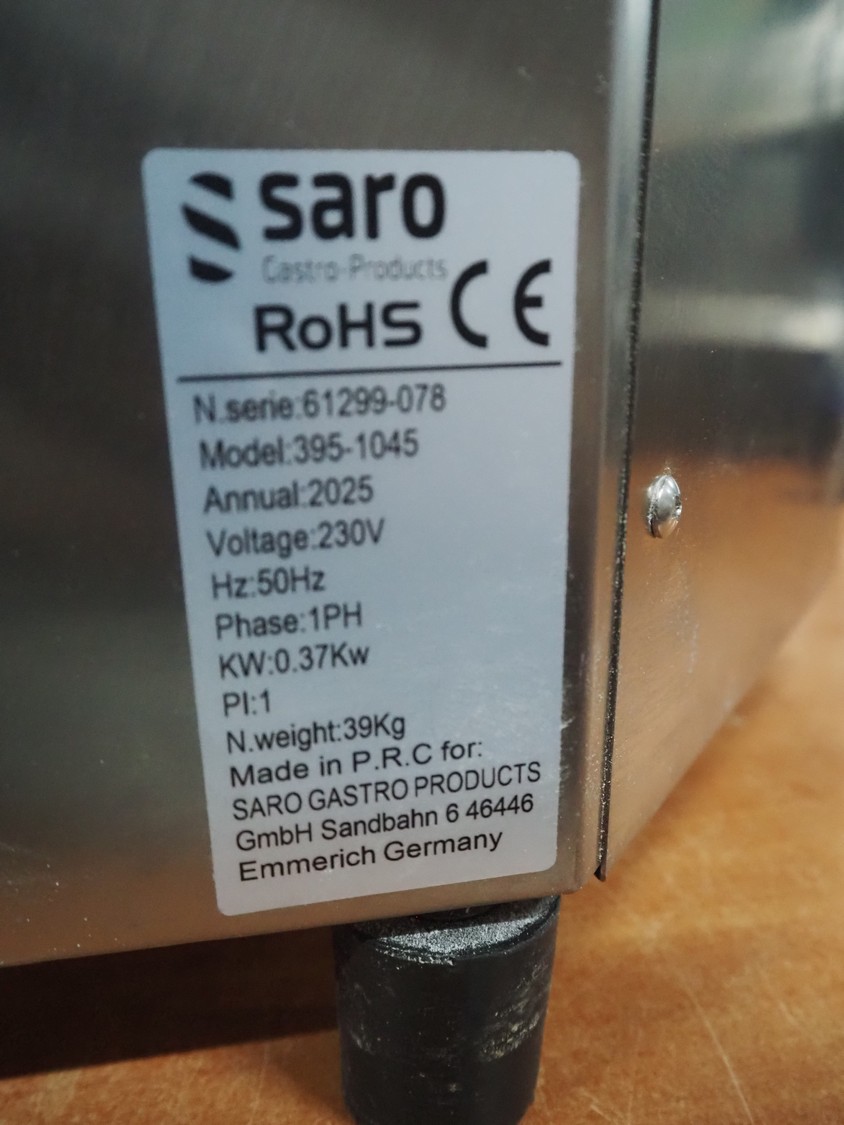 saro
Gastro-Products
RoHS CE
N.serie:61299-078
Model:395-1045
Annual:2025
Voltage:230V
Hz:50Hz
Phase:1PH
KW:0.37Kw
PI:1
N.weight:39Kg
Made in P.R.C for:
SARO GASTRO PRODUCTS
GmbH Sandbahn 6 46446
Emmerich Germany